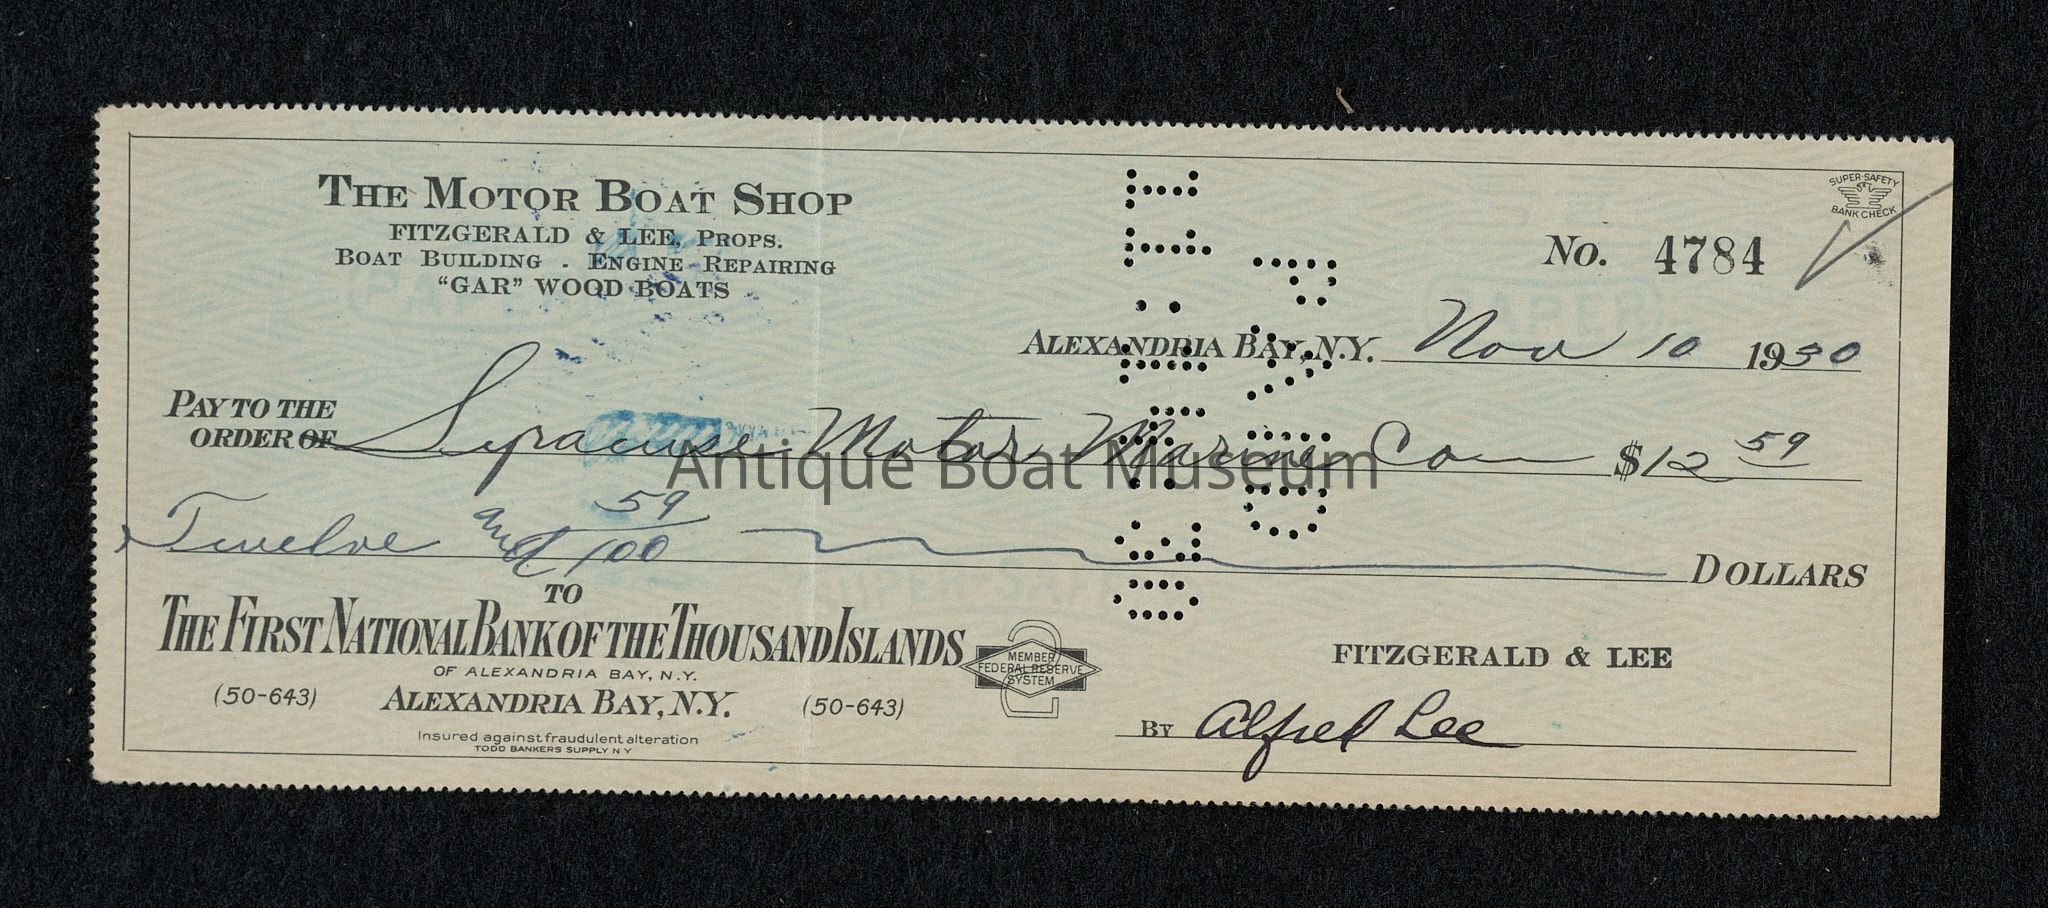 THE MOTOR BOAT SHOP
FITZGERALD & LEE, PROPS.
BOAT BUILDING - ENGINE REPAIRING
"GAR" WOOD BOATS
SUPER-SAFETY
BANK CHECK
No. 4784
ALEXANDRIA BAY, N.Y. Nov 10 1930
PAY TO THE
ORDER OF Syracuse Motor Marine Co $12 59
Twelve and 59/100 DOLLARS
TO
THE FIRST NATIONAL BANK OF THE THOUSAND ISLANDS
OF ALEXANDRIA BAY, N.Y.
(50-643) ALEXANDRIA BAY, N.Y. (50-643)
Insured against fraudulent alteration
TODD BANKERS SUPPLY N Y
MEMBER
FEDERAL RESERVE
SYSTEM
FITZGERALD & LEE
BY Alfred Lee
PAID
Antique Boat Museum